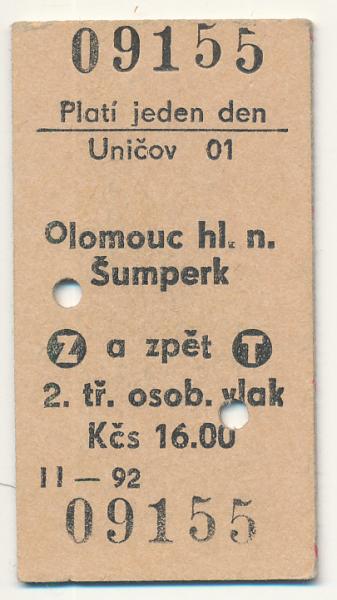 09155
Platí jeden den
Uničov 01
Olomouc hl. n.
Šumperk
Z a zpět T
2. tř. osob. vlak
Kčs 16.00
II — 92
09155